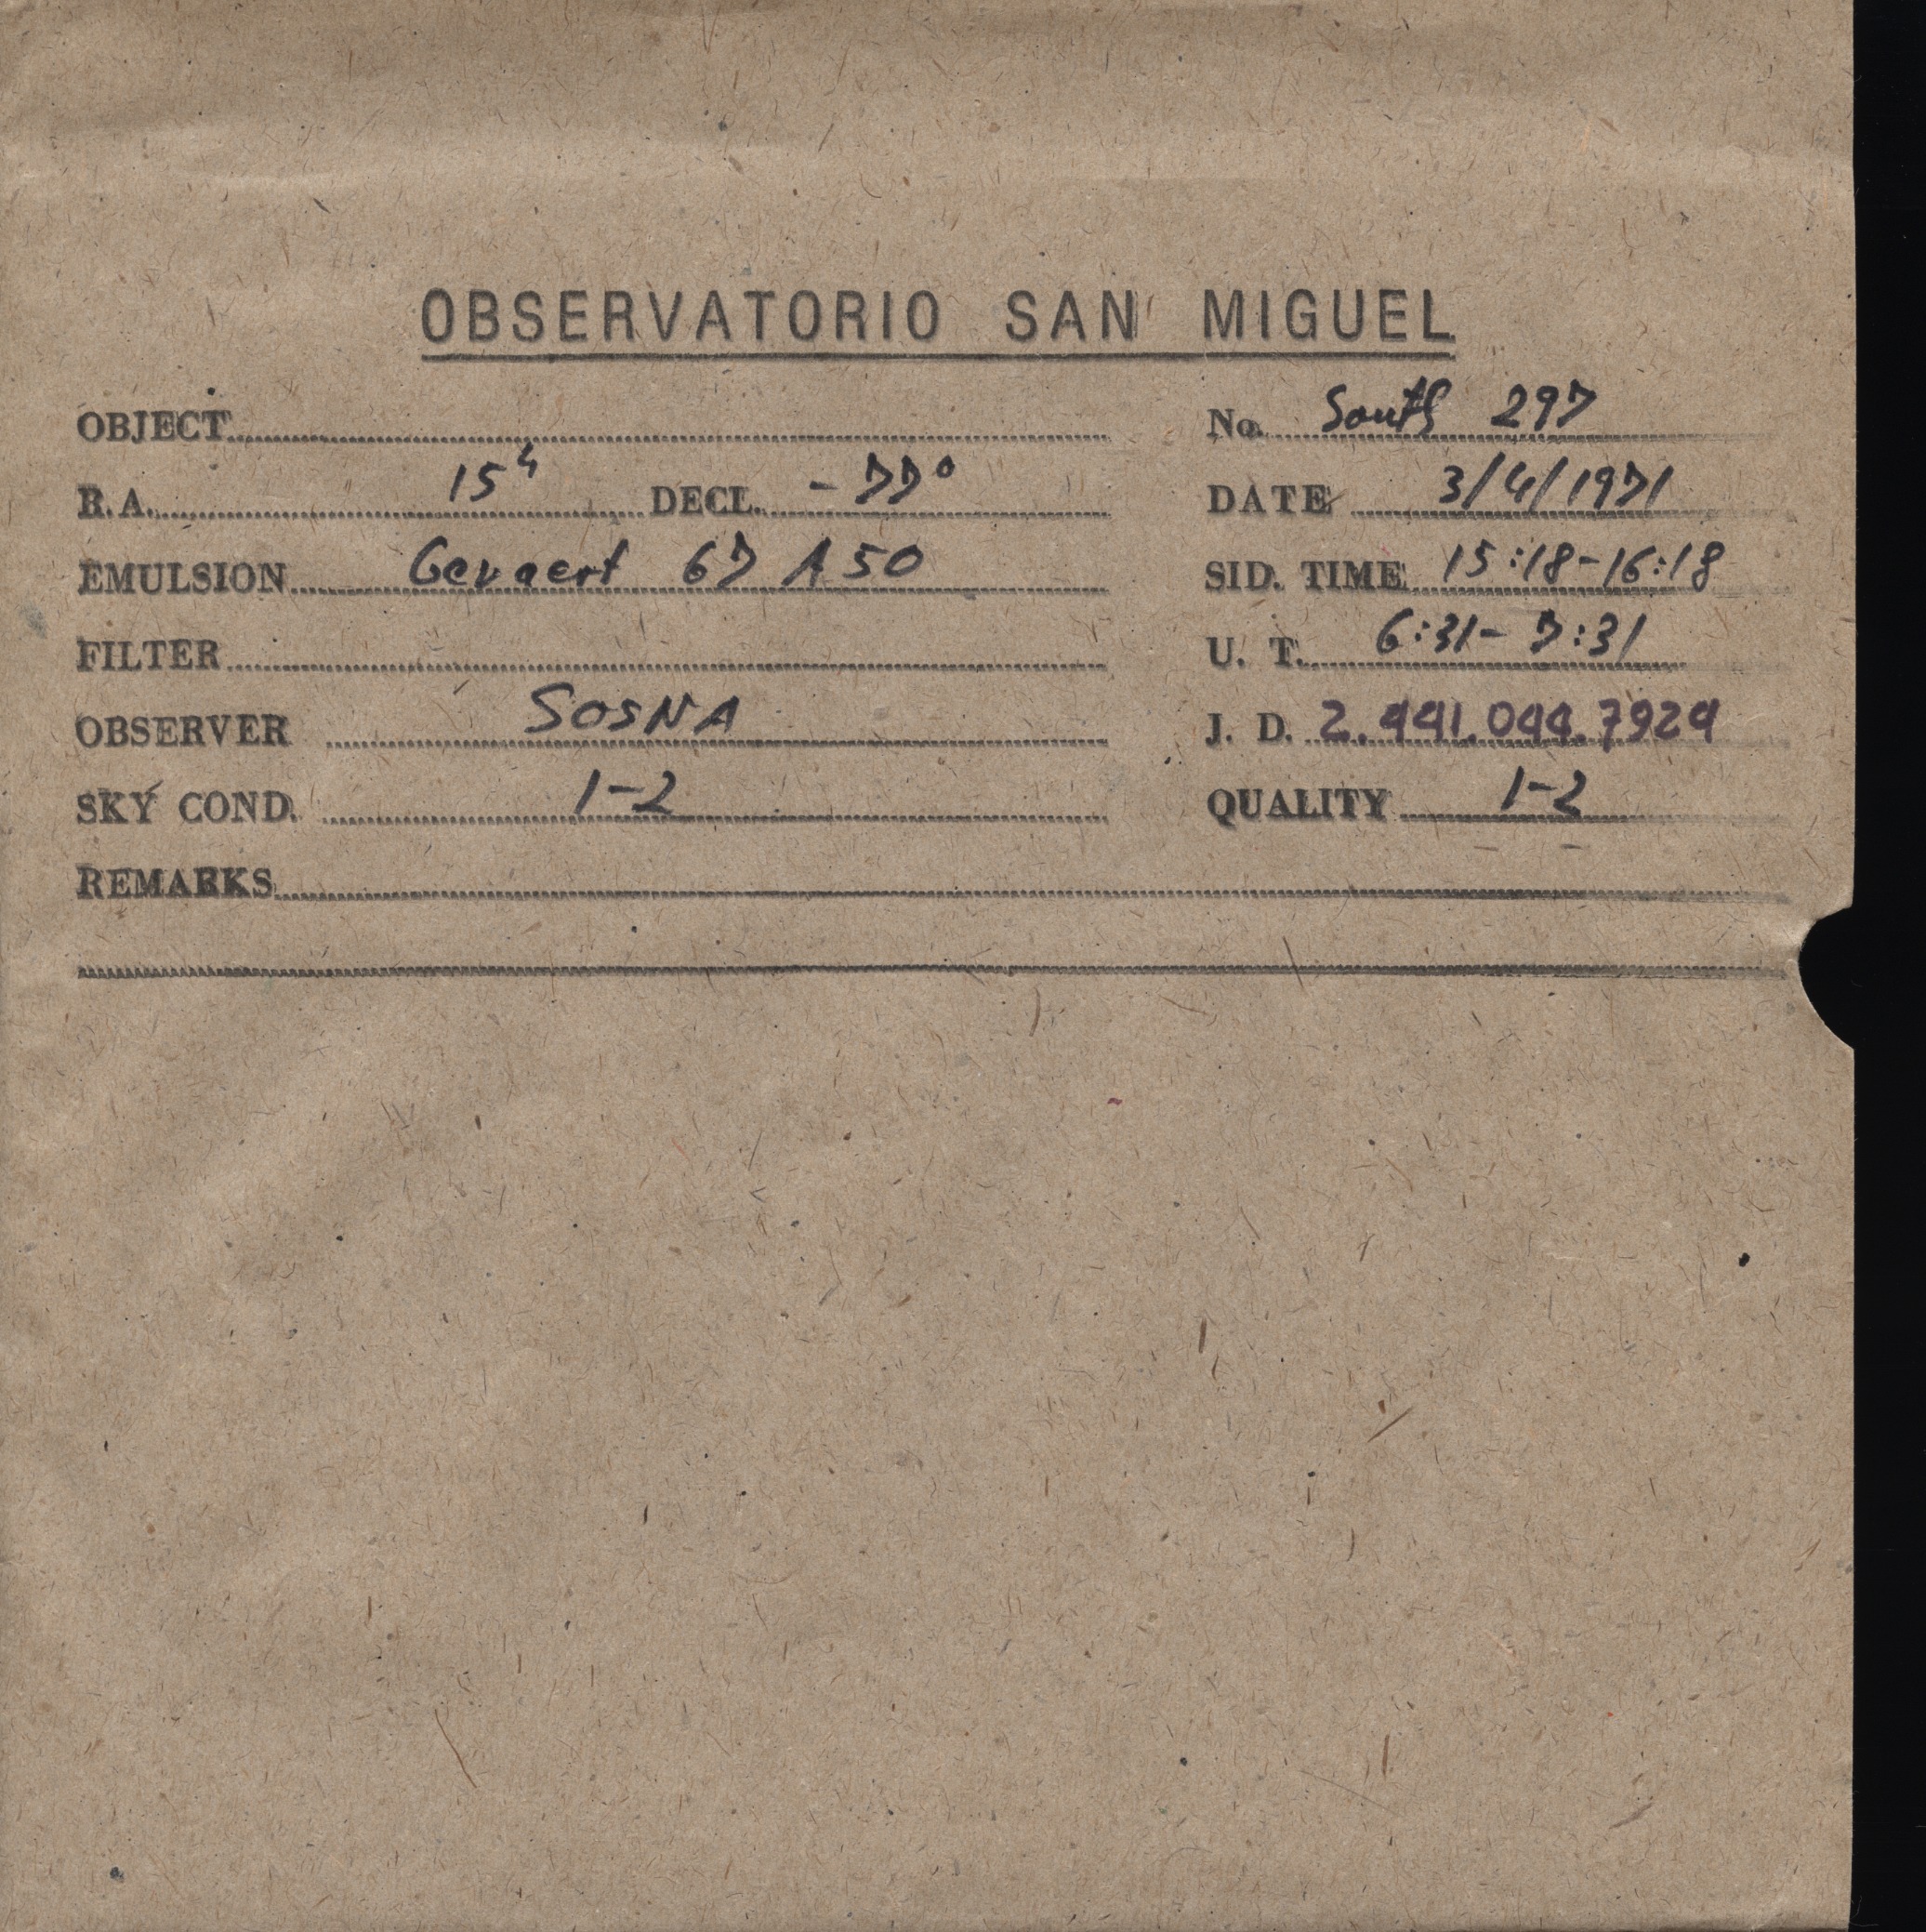 OBSERVATORIO SAN MIGUEL
OBJECT
No. South 297
R.A. 15h DECL. -77°
DATE 3/4/1971
EMULSION Gevaert 67 A 50
SID. TIME 15:18-16:18
FILTER
U. T. 6:31-7:31
OBSERVER SOSNA
J. D. 2.441.044.7924
SKY COND. 1-2
QUALITY 1-2
REMARKS